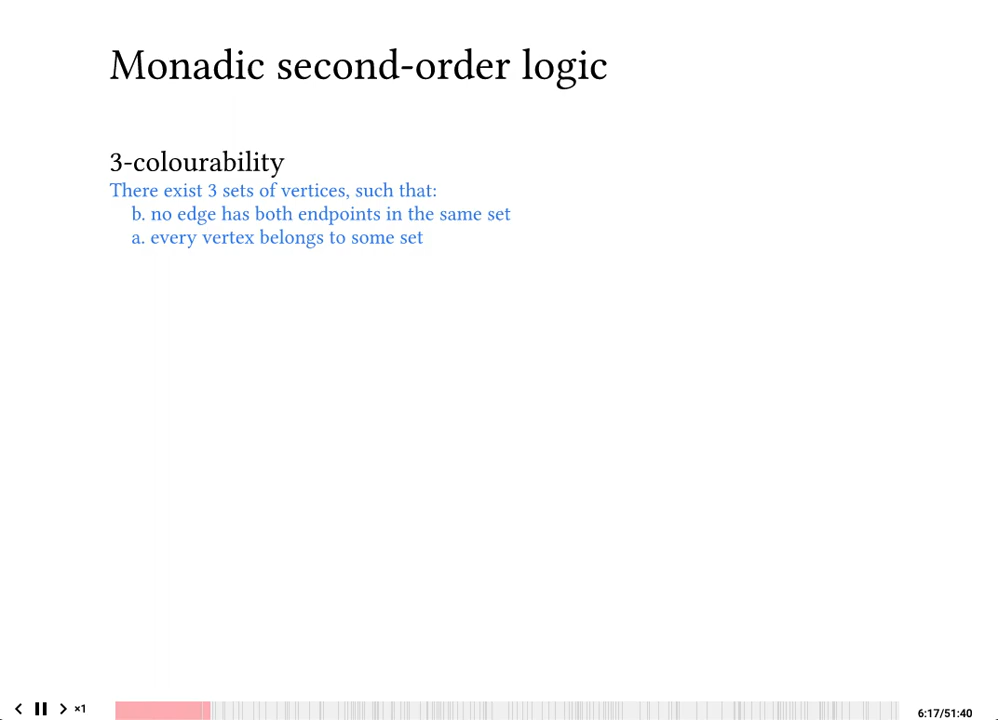 Monadic second-order logic
3-colourability
There exist 3 sets of vertices, such that:
b. no edge has both endpoints in the same set
a. every vertex belongs to some set
×1
6:17/51:40